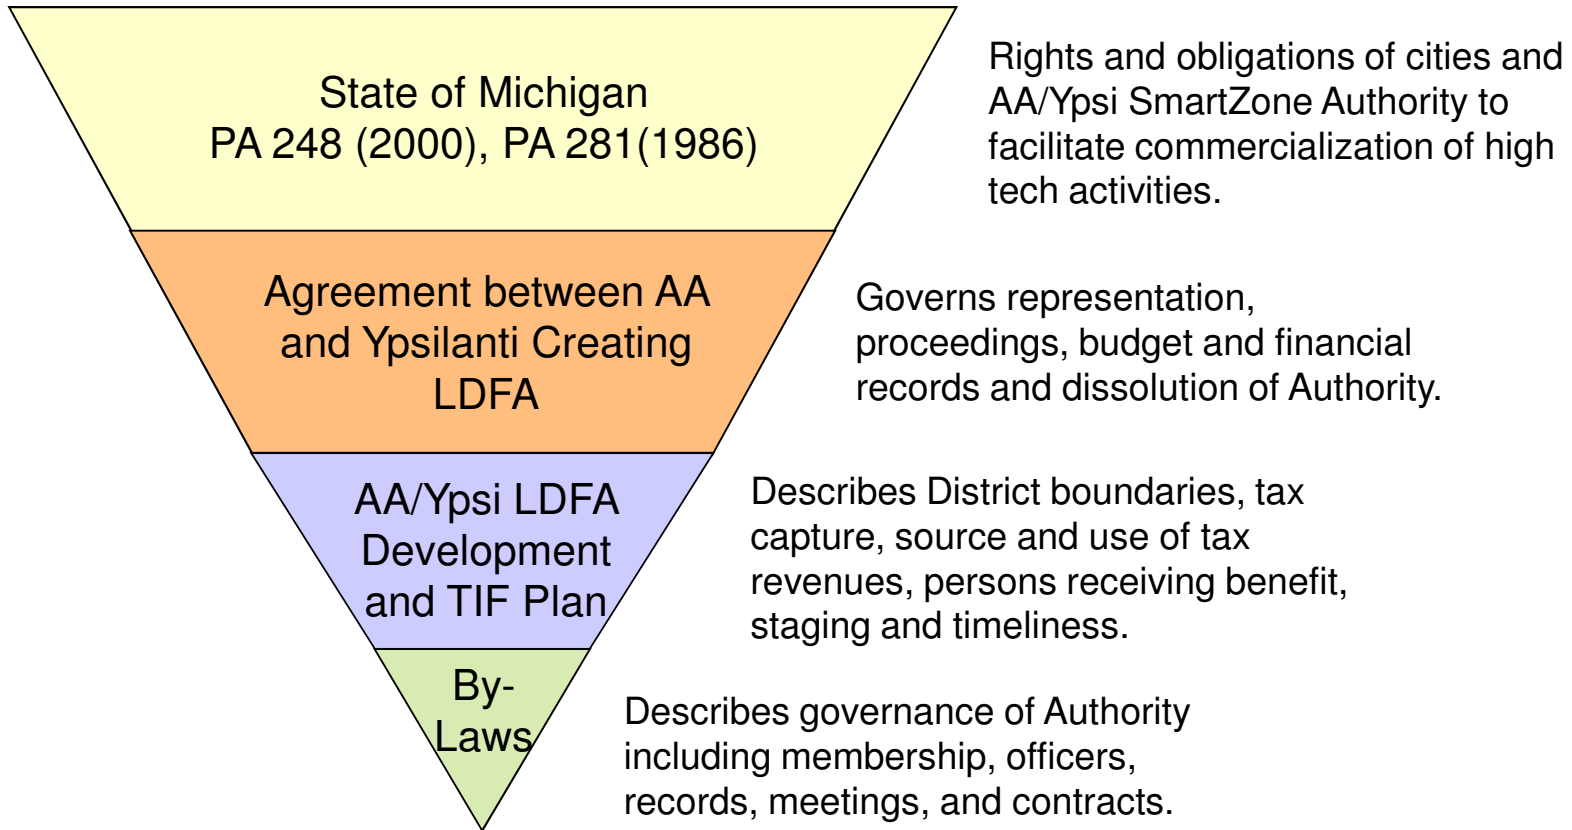 State of Michigan
PA 248 (2000), PA 281(1986)
Rights and obligations of cities and
AA/Ypsi SmartZone Authority to
facilitate commercialization of high
tech activities.
Agreement between AA
and Ypsilanti Creating
LDFA
Governs representation,
proceedings, budget and financial
records and dissolution of Authority.
AA/Ypsi LDFA
Development
and TIF Plan
Describes District boundaries, tax
capture, source and use of tax
revenues, persons receiving benefit,
staging and timeliness.
By-
Laws
Describes governance of Authority
including membership, officers,
records, meetings, and contracts.